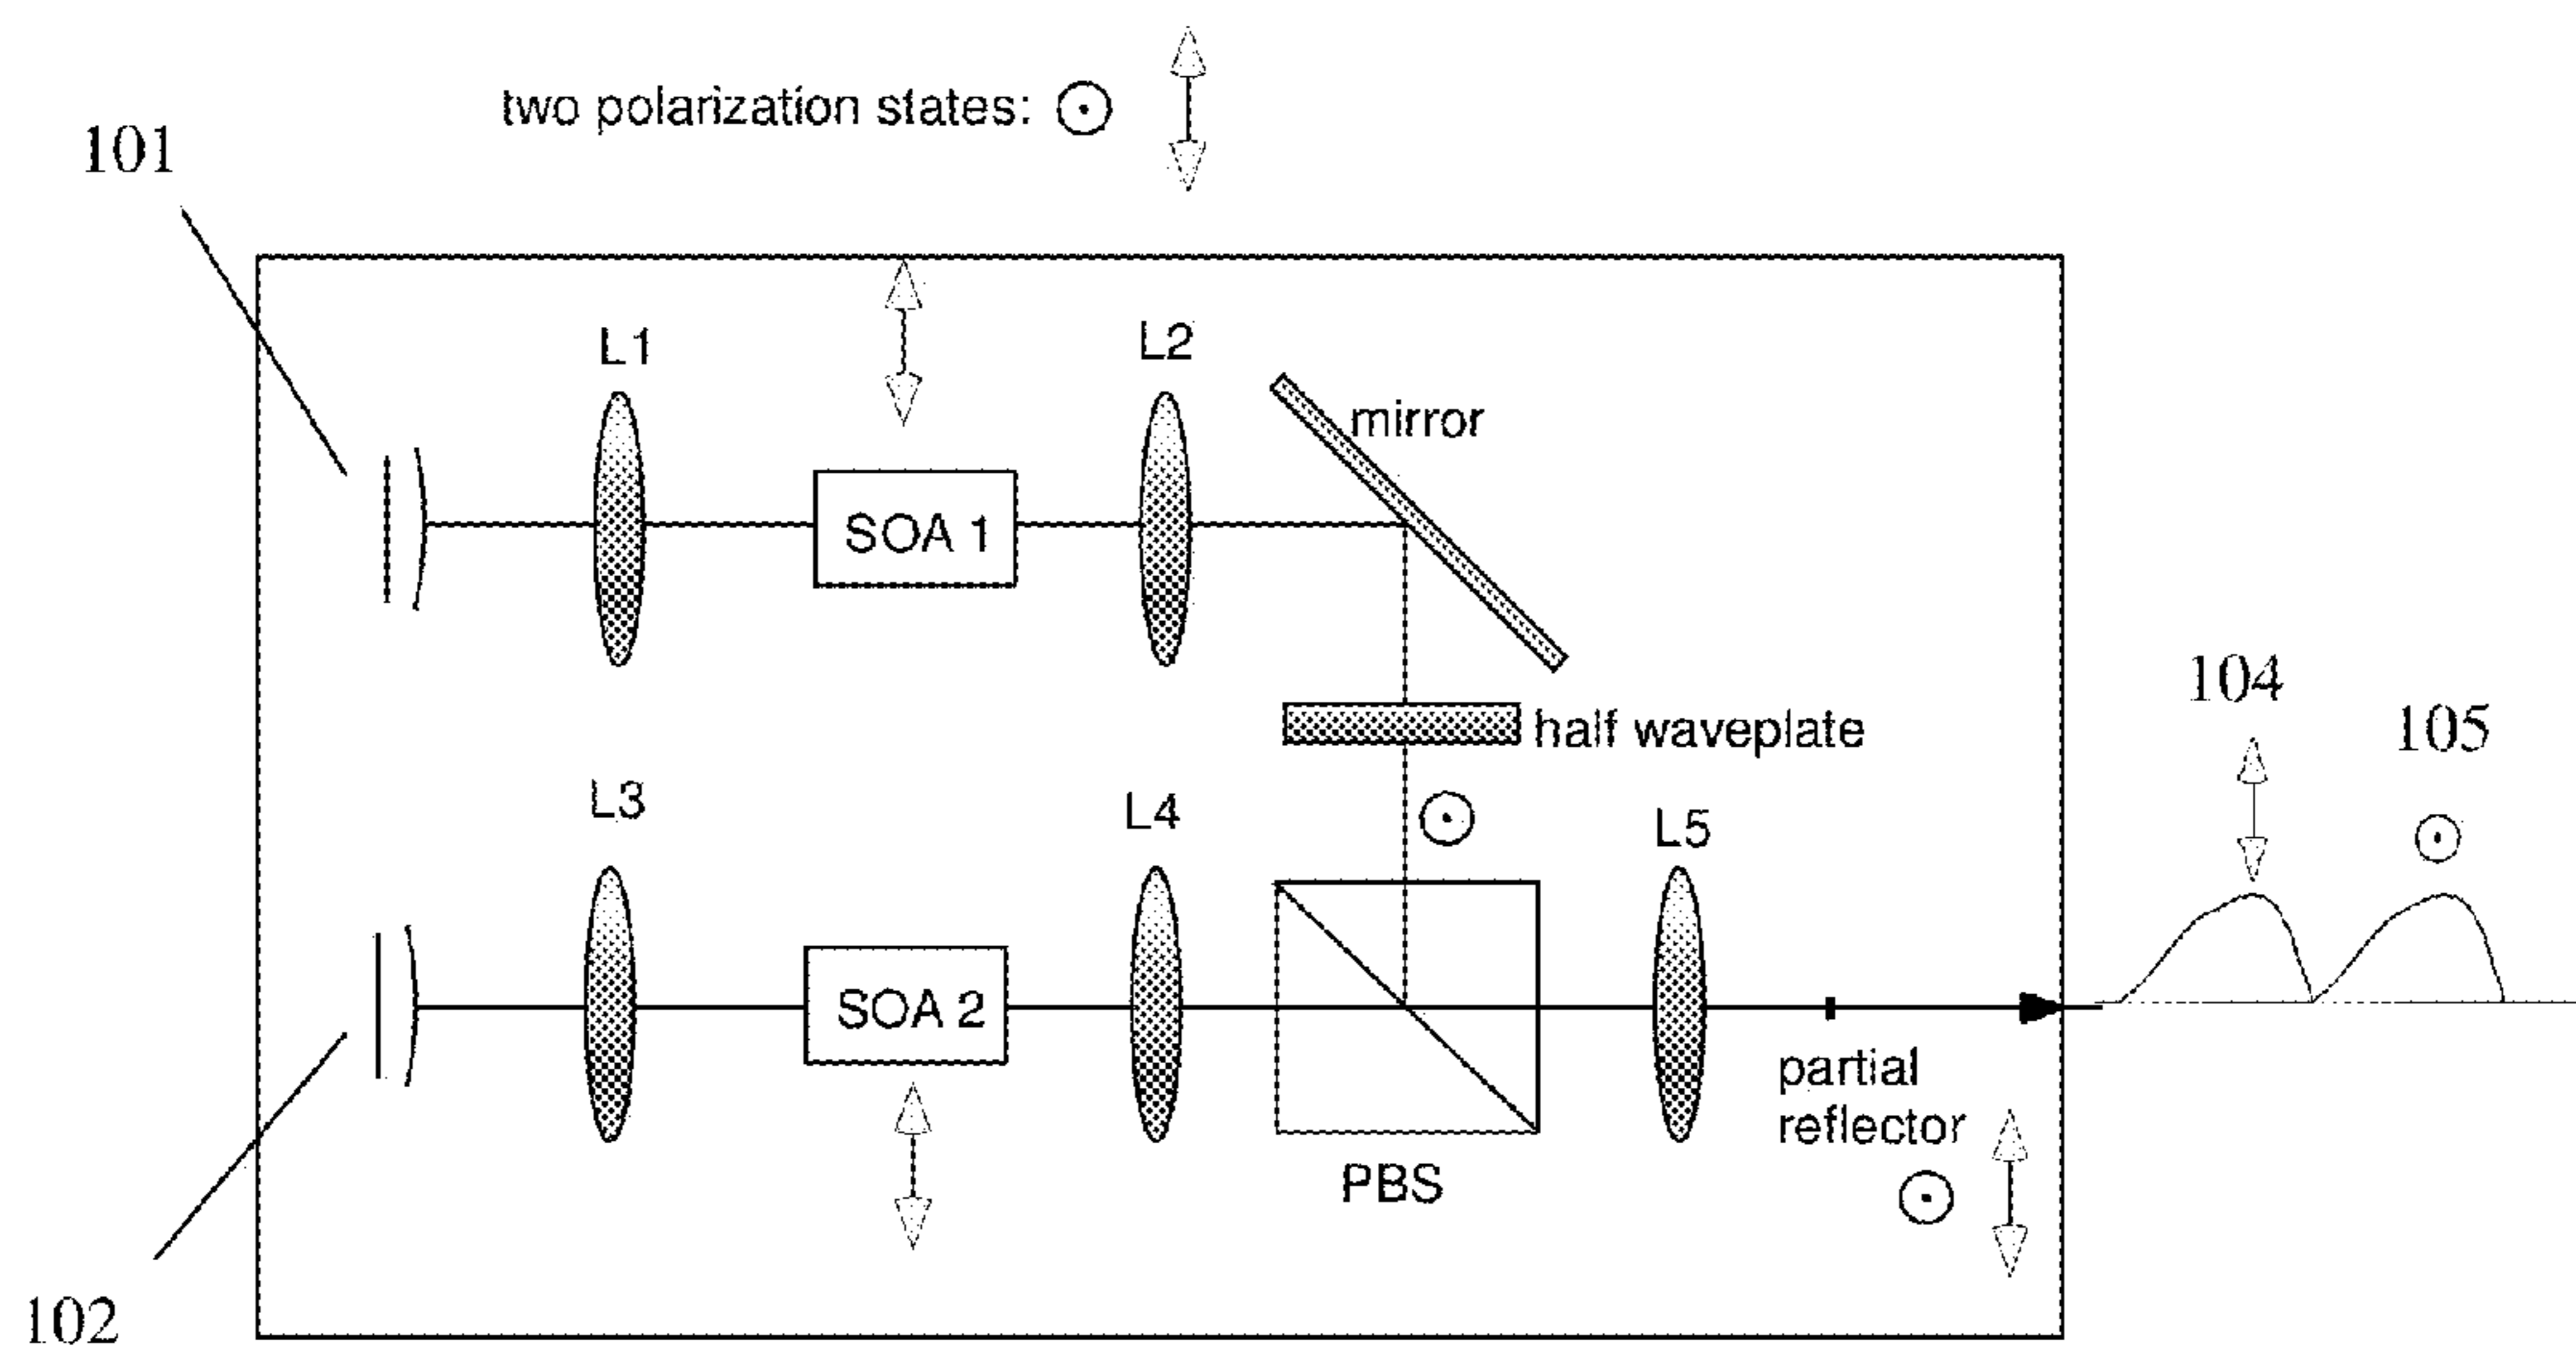 two polarization states:
101
L1
L2
mirror
SOA 1
104
half waveplate
105
L3
L4
L5
SOA 2
partial
reflector
PBS
102